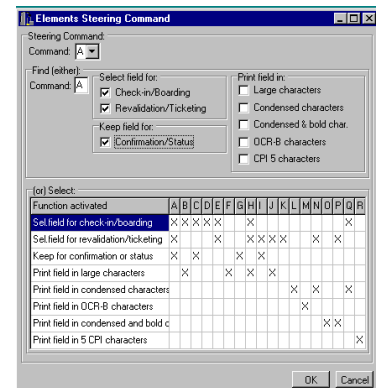 Elements Steering Command
Steering Command:
Command: A
Find (either):
Command: A
Select field for:
Check-in/Boarding
Revalidation/Ticketing
Keep field for:
Confirmation/Status
Print field in:
Large characters
Condensed characters
Condensed & bold char.
OCR-B characters
CPI 5 characters
(or) Select:
Function activated A B C D E F G H I J K L M N O P Q R
Sel.field for check-in/boarding X X X X X X X
Sel.field for revalidation/ticketing X X X X X X X X
Keep for confirmation or status X X X X
Print field in large characters X X X X
Print field in condensed characters X X X
Print field in OCR-B characters X
Print field in condensed and bold c X X
Print field in 5 CPI characters X
OK Cancel